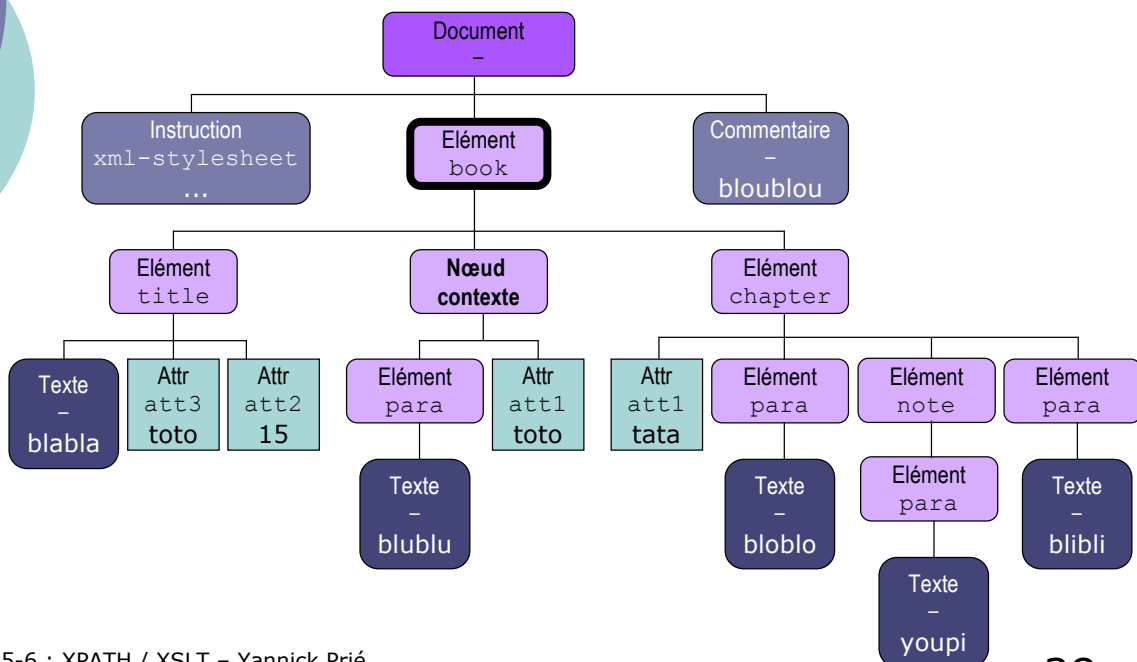 Document
–
Instruction
xml-stylesheet
...
Elément
book
Commentaire
–
bloublou
Elément
title
Nœud
contexte
Elément
chapter
Texte
–
blabla
Attr
att3
toto
Attr
att2
15
Elément
para
Attr
att1
toto
Attr
att1
tata
Elément
para
Elément
note
Elément
para
Texte
–
blublu
Texte
–
bloblo
Elément
para
Texte
–
blibli
Texte
–
youpi
5-6 : XPATH / XSLT – Yannick Prié